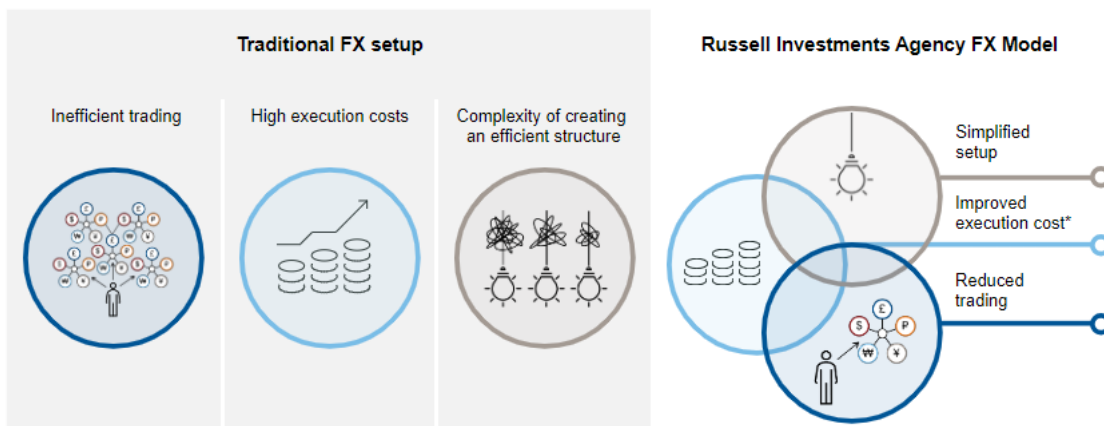 Traditional FX setup
Russell Investments Agency FX Model
Inefficient trading
High execution costs
Complexity of creating
an efficient structure
Simplified
setup
Improved
execution cost*
Reduced
trading
$ £ ₽ ₩ ¥
$ £ ₽ ₩ ¥
$ £ ₽ ₩ ¥
$ £ ₽ ₩ ¥
$ £ ₽ ₩ ¥
£
$ ₽
₩ ¥